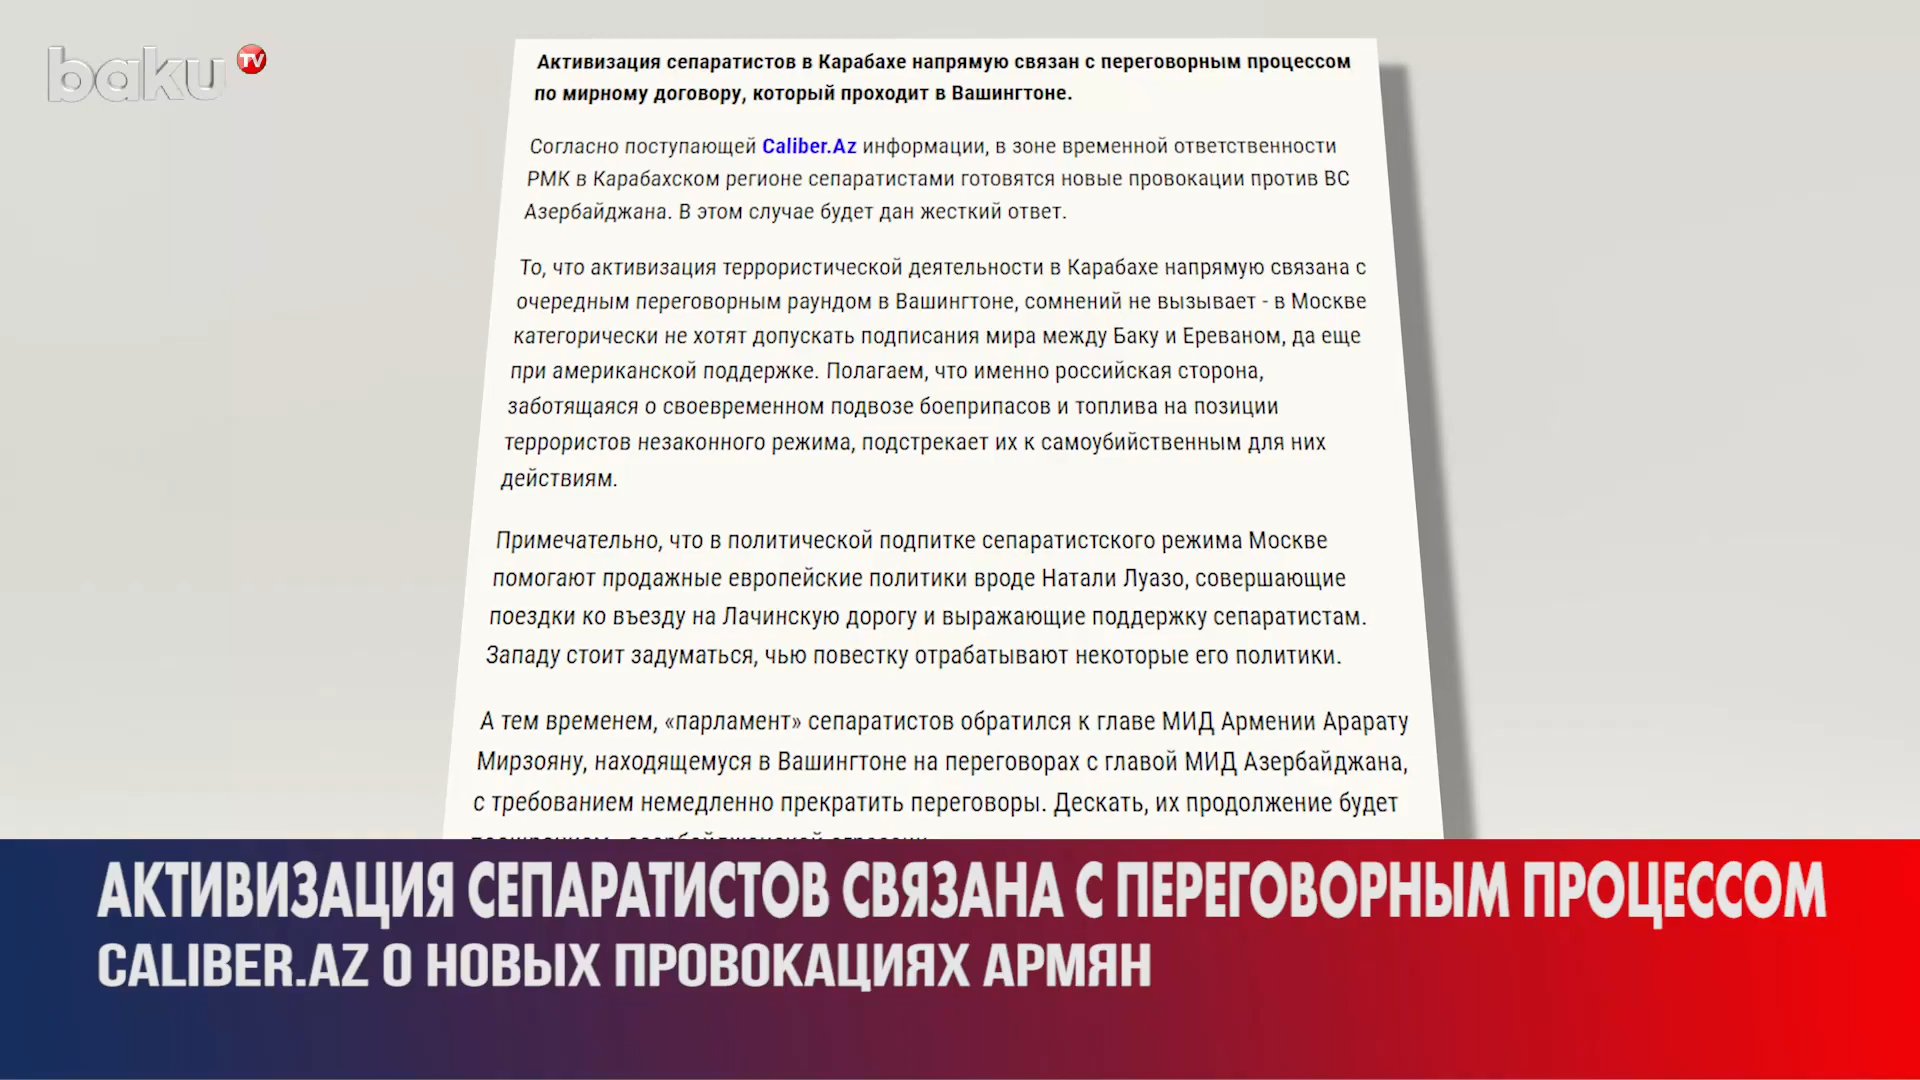 baku TV
Активизация сепаратистов в Карабахе напрямую связан с переговорным процессом
по мирному договору, который проходит в Вашингтоне.
Согласно поступающей Caliber.Az информации, в зоне временной ответственности
РМК в Карабахском регионе сепаратистами готовятся новые провокации против ВС
Азербайджана. В этом случае будет дан жесткий ответ.
То, что активизация террористической деятельности в Карабахе напрямую связана с
очередным переговорным раундом в Вашингтоне, сомнений не вызывает - в Москве
категорически не хотят допускать подписания мира между Баку и Ереваном, да еще
при американской поддержке. Полагаем, что именно российская сторона,
заботящаяся о своевременном подвозе боеприпасов и топлива на позиции
террористов незаконного режима, подстрекает их к самоубийственным для них
действиям.
Примечательно, что в политической подпитке сепаратистского режима Москве
помогают продажные европейские политики вроде Натали Луазо, совершающие
поездки ко въезду на Лачинскую дорогу и выражающие поддержку сепаратистам.
Западу стоит задуматься, чью повестку отрабатывают некоторые его политики.
А тем временем, «парламент» сепаратистов обратился к главе МИД Армении Арарату
Мирзояну, находящемуся в Вашингтоне на переговорах с главой МИД Азербайджана,
с требованием немедленно прекратить переговоры. Дескать, их продолжение будет
АКТИВИЗАЦИЯ СЕПАРАТИСТОВ СВЯЗАНА С ПЕРЕГОВОРНЫМ ПРОЦЕССОМ
CALIBER.AZ О НОВЫХ ПРОВОКАЦИЯХ АРМЯН